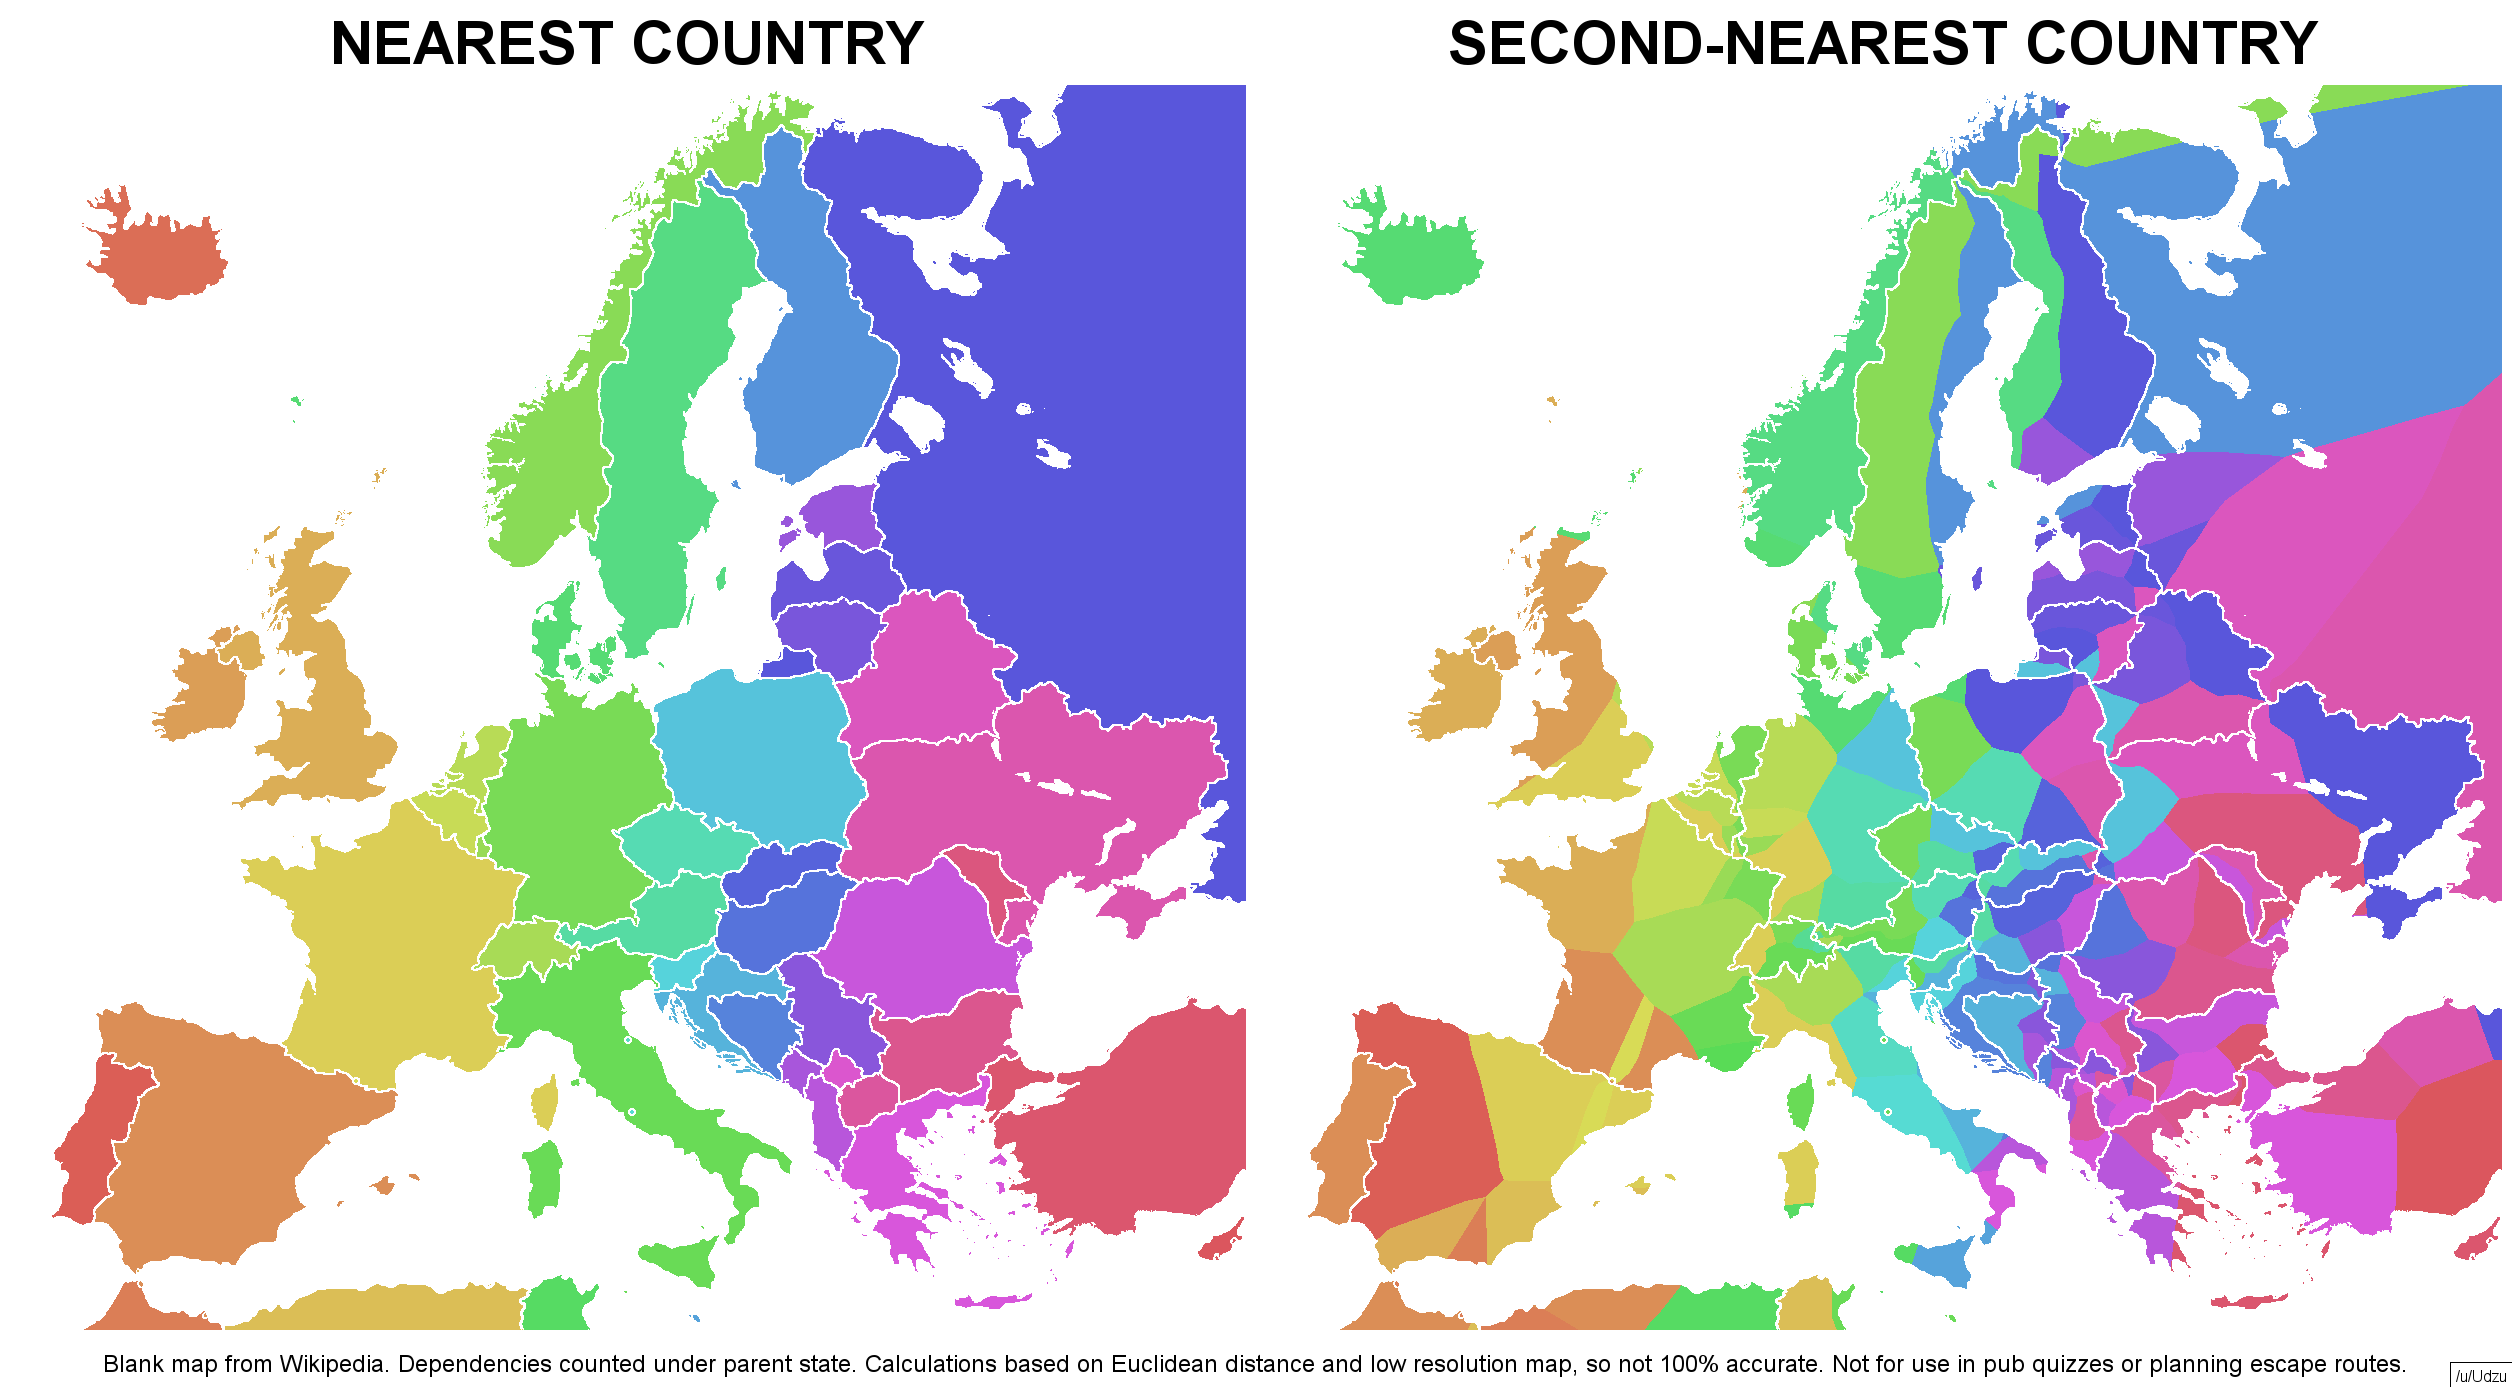 NEAREST COUNTRY
SECOND-NEAREST COUNTRY
Blank map from Wikipedia. Dependencies counted under parent state. Calculations based on Euclidean distance and low resolution map, so not 100% accurate. Not for use in pub quizzes or planning escape routes.
/u/Udzu